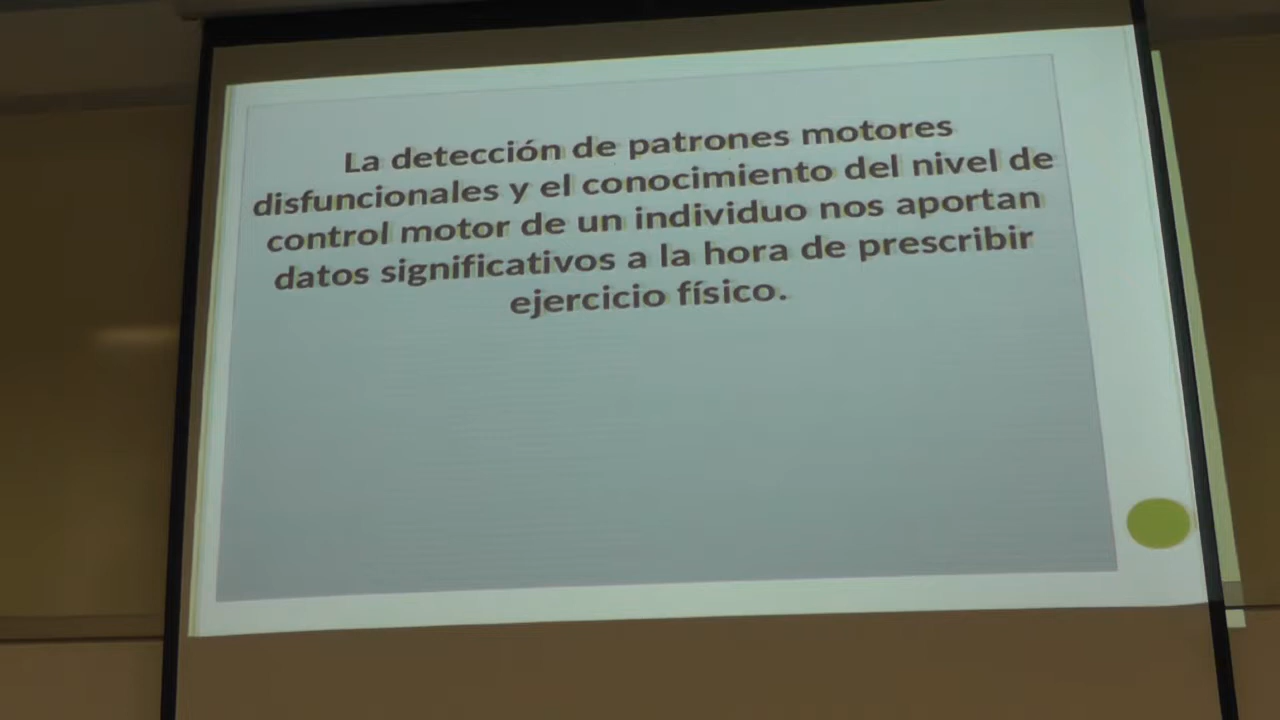 La detección de patrones motores
disfuncionales y el conocimiento del nivel de
control motor de un individuo nos aportan
datos significativos a la hora de prescribir
ejercicio físico.